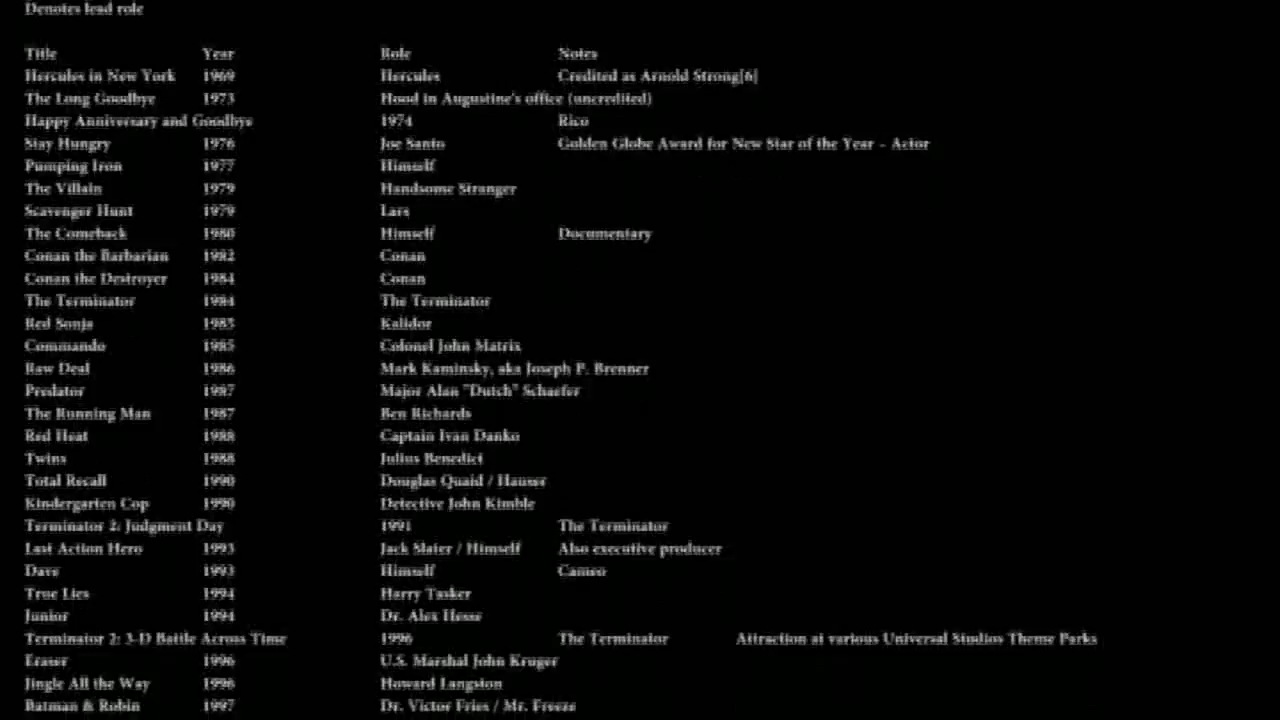 Denotes lead role
Title Year Role Notes
Hercules in New York 1969 Hercules Credited as Arnold Strong[6]
The Long Goodbye 1973 Hood in Augustine's office (uncredited)
Happy Anniversary and Goodbye 1974 Rico
Stay Hungry 1976 Joe Santo Golden Globe Award for New Star of the Year – Actor
Pumping Iron 1977 Himself
The Villain 1979 Handsome Stranger
Scavenger Hunt 1979 Lars
The Comeback 1980 Himself Documentary
Conan the Barbarian 1982 Conan
Conan the Destroyer 1984 Conan
The Terminator 1984 The Terminator
Red Sonja 1985 Kalidor
Commando 1985 Colonel John Matrix
Raw Deal 1986 Mark Kaminsky, aka Joseph P. Brenner
Predator 1987 Major Alan "Dutch" Schaefer
The Running Man 1987 Ben Richards
Red Heat 1988 Captain Ivan Danko
Twins 1988 Julius Benedict
Total Recall 1990 Douglas Quaid / Hauser
Kindergarten Cop 1990 Detective John Kimble
Terminator 2: Judgment Day 1991 The Terminator
Last Action Hero 1993 Jack Slater / Himself Also executive producer
Dave 1993 Himself Cameo
True Lies 1994 Harry Tasker
Junior 1994 Dr. Alex Hesse
Terminator 2: 3-D Battle Across Time 1996 The Terminator Attraction at various Universal Studios Theme Parks
Eraser 1996 U.S. Marshal John Kruger
Jingle All the Way 1996 Howard Langston
Batman & Robin 1997 Dr. Victor Fries / Mr. Freeze